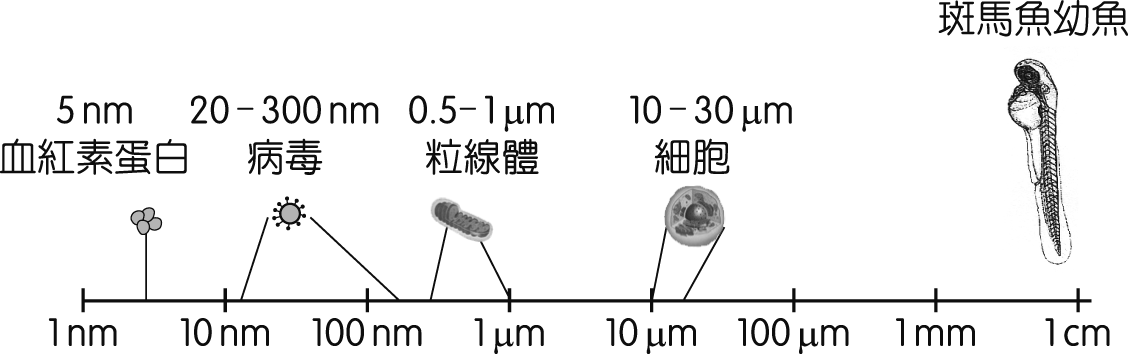 斑馬魚幼魚
5 nm
20-300 nm
0.5-1 μm
10-30 μm
血紅素蛋白
病毒
粒線體
細胞
1 nm
10 nm
100 nm
1 μm
10 μm
100 μm
1 mm
1 cm